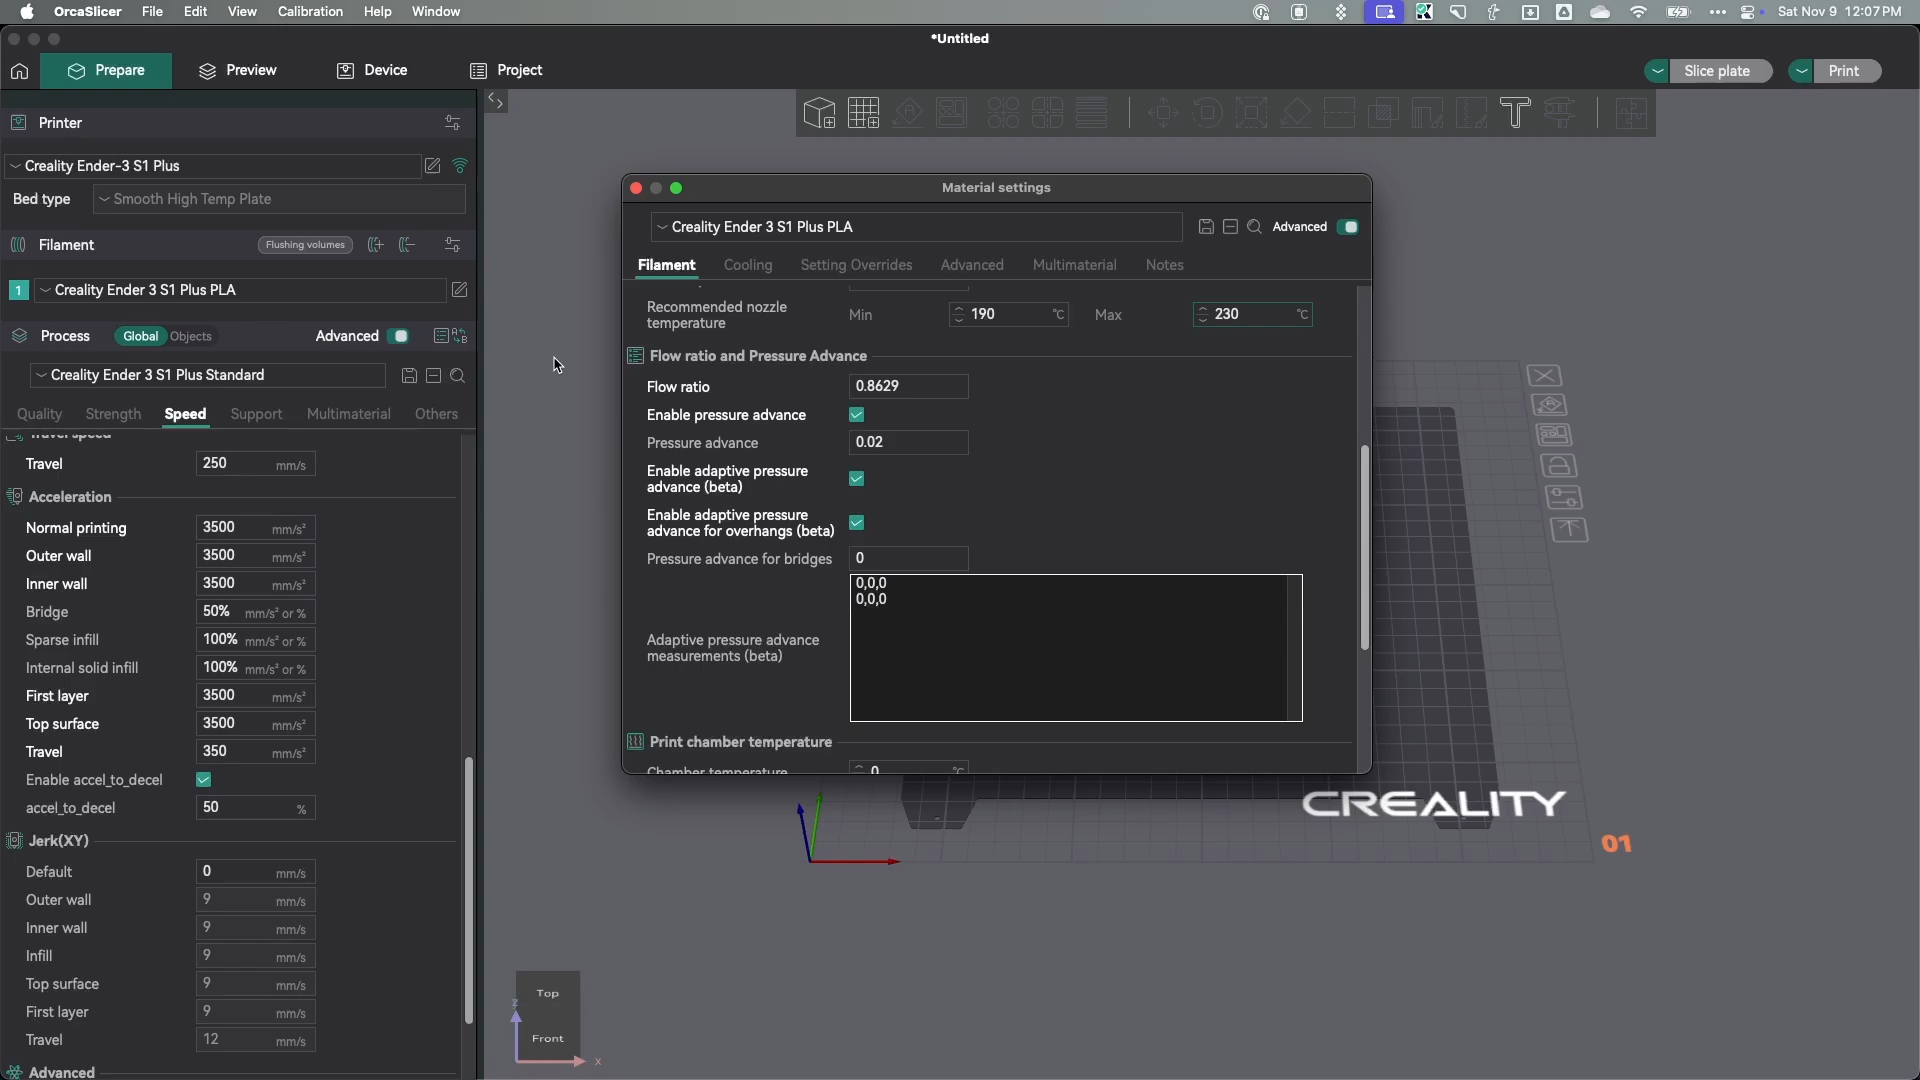 OrcaSlicer File Edit View Calibration Help Window Sat Nov 9 12:07 PM
*Untitled
Prepare Preview Device Project Slice plate Print
Printer
Creality Ender-3 S1 Plus
Bed type Smooth High Temp Plate
Filament Flushing volumes
1 Creality Ender 3 S1 Plus PLA
Process Global Objects Advanced
Creality Ender 3 S1 Plus Standard
Quality Strength Speed Support Multimaterial Others
Travel speed
Travel 250 mm/s
Acceleration
Normal printing 3500 mm/s²
Outer wall 3500 mm/s²
Inner wall 3500 mm/s²
Bridge 50% mm/s² or %
Sparse infill 100% mm/s² or %
Internal solid infill 100% mm/s² or %
First layer 3500 mm/s²
Top surface 3500 mm/s²
Travel 350 mm/s²
Enable accel_to_decel
accel_to_decel 50 %
Jerk(XY)
Default 0 mm/s
Outer wall 9 mm/s
Inner wall 9 mm/s
Infill 9 mm/s
Top surface 9 mm/s
First layer 9 mm/s
Travel 12 mm/s
Advanced
Material settings
Creality Ender 3 S1 Plus PLA Advanced
Filament Cooling Setting Overrides Advanced Multimaterial Notes
Recommended nozzle
temperature Min 190 °C Max 230 °C
Flow ratio and Pressure Advance
Flow ratio 0.8629
Enable pressure advance
Pressure advance 0.02
Enable adaptive pressure
advance (beta)
Enable adaptive pressure
advance for overhangs (beta)
Pressure advance for bridges 0
0,0,0
0,0,0
Adaptive pressure advance
measurements (beta)
Print chamber temperature
Chamber temperature 0 °C
CREALITY
01
Top
Front
Z
X